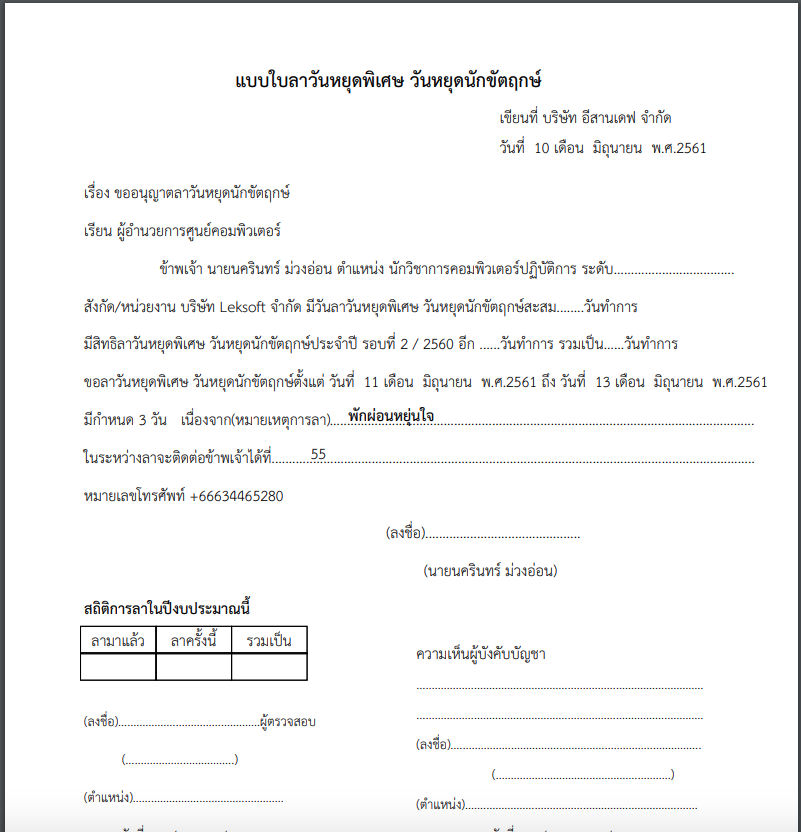 แบบใบลาวันหยุดพิเศษ วันหยุดนักขัตฤกษ์
เขียนที่ บริษัท อีสานเดฟ จำกัด
วันที่ 10 เดือน มิถุนายน พ.ศ.2561
เรื่อง ขออนุญาตลาวันหยุดนักขัตฤกษ์
เรียน ผู้อำนวยการศูนย์คอมพิวเตอร์
ข้าพเจ้า นายนครินทร์ ม่วงอ่อน ตำแหน่ง นักวิชาการคอมพิวเตอร์ปฏิบัติการ ระดับ...................................
สังกัด/หน่วยงาน บริษัท Leksoft จำกัด มีวันลาวันหยุดพิเศษ วันหยุดนักขัตฤกษ์สะสม........วันทำการ
มีสิทธิลาวันหยุดพิเศษ วันหยุดนักขัตฤกษ์ประจำปี รอบที่ 2 / 2560 อีก ......วันทำการ รวมเป็น......วันทำการ
ขอลาวันหยุดพิเศษ วันหยุดนักขัตฤกษ์ตั้งแต่ วันที่ 11 เดือน มิถุนายน พ.ศ.2561 ถึง วันที่ 13 เดือน มิถุนายน พ.ศ.2561
มีกำหนด 3 วัน เนื่องจาก(หมายเหตุการลา).....พักผ่อนหยุ่นใจ..........................................................................
ในระหว่างลาจะติดต่อข้าพเจ้าได้ที่...........55..........................................................................................
หมายเลขโทรศัพท์ +66634465280
(ลงชื่อ).............................................
(นายนครินทร์ ม่วงอ่อน)
สถิติการลาในปีงบประมาณนี้
ลามาแล้ว ลาครั้งนี้ รวมเป็น
ความเห็นผู้บังคับบัญชา
....................................................................................
....................................................................................
(ลงชื่อ)...........................................ผู้ตรวจสอบ
(ลงชื่อ)..........................................................................
(..................................)
(.....................................................)
(ตำแหน่ง)..............................................
(ตำแหน่ง).....................................................................